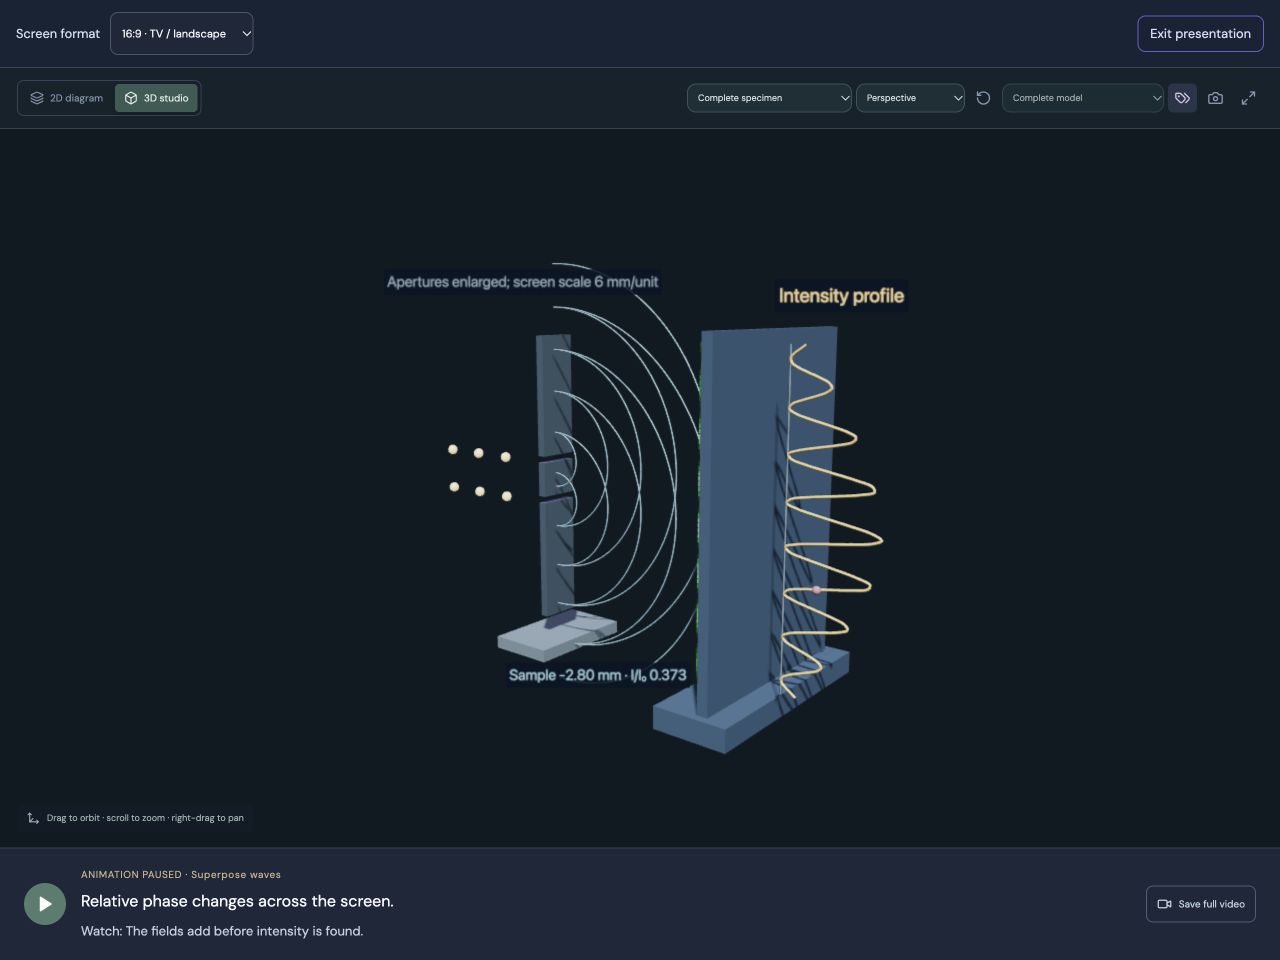 Screen format
16:9 · TV / landscape
Exit presentation
2D diagram
3D studio
Complete specimen
Perspective
Complete model
Apertures enlarged; screen scale 6 mm/unit
Intensity profile
Sample -2.80 mm · I/I₀ 0.373
Drag to orbit · scroll to zoom · right-drag to pan
ANIMATION PAUSED · Superpose waves
Relative phase changes across the screen.
Watch: The fields add before intensity is found.
Save full video